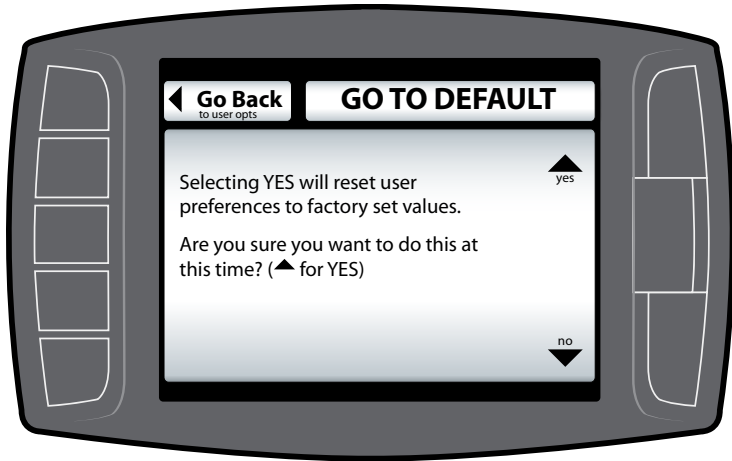 Go Back
to user opts
GO TO DEFAULT
yes
Selecting YES will reset user
preferences to factory set values.
Are you sure you want to do this at
this time? (▲ for YES)
no